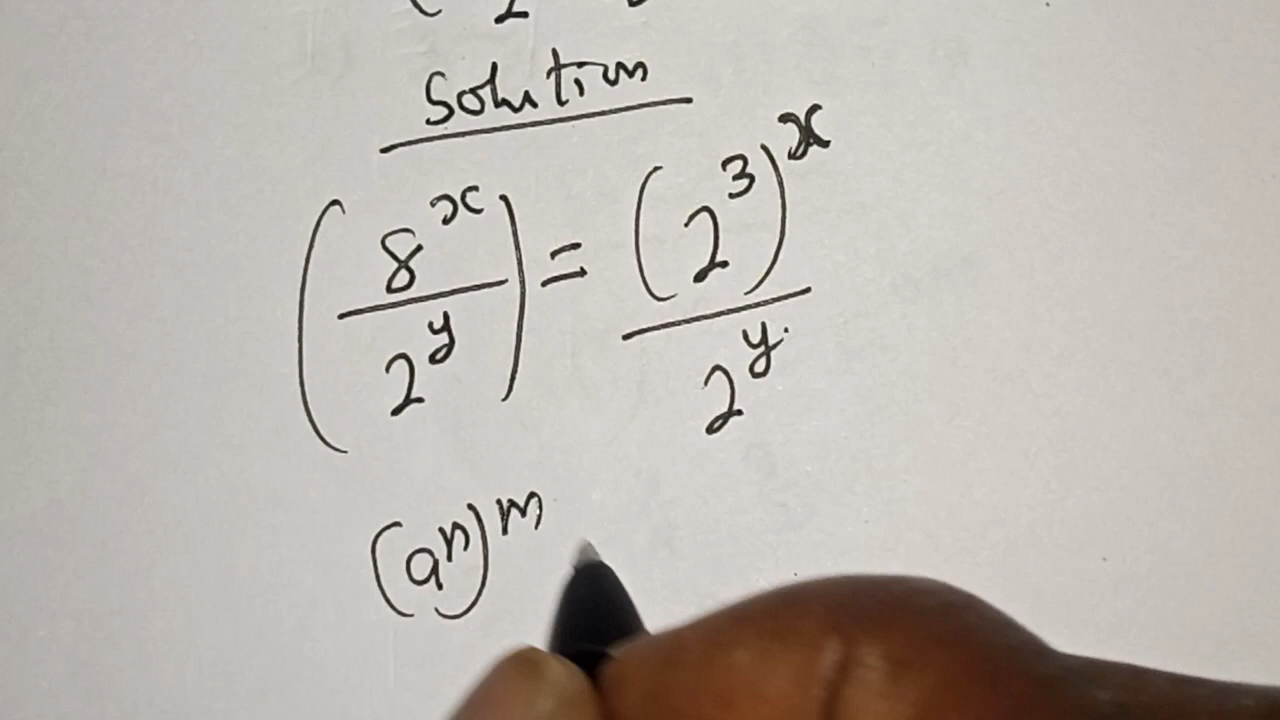 Solution
(8^x / 2^y) = (2^3)^x / 2^y
(a^n)^m